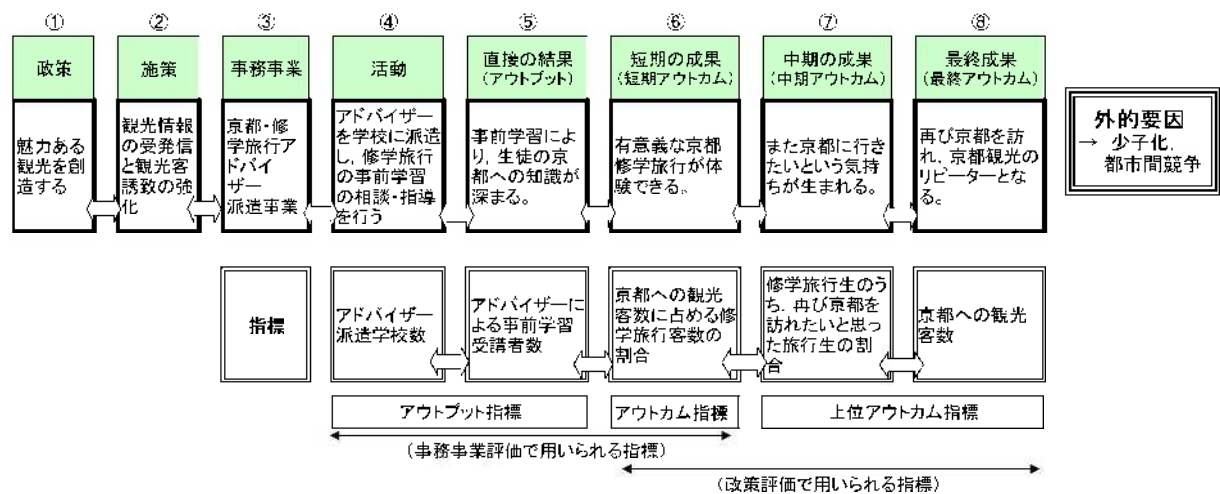 ①
②
③
④
⑤
⑥
⑦
⑧
政策
施策
事務事業
活動
直接の結果
(アウトプット)
短期の成果
(短期アウトカム)
中期の成果
(中期アウトカム)
最終成果
(最終アウトカム)
魅力ある
観光を創
造する
観光情報
の受発信
と観光客
誘致の強
化
京都・修
学旅行ア
ドバイ
ザー
派遣事業
アドバイザー
を学校に派遣
し，修学旅行
の事前学習
の相談・指導
を行う
事前学習によ
り，生徒の京
都への知識が
深まる。
有意義な京都
修学旅行が体
験できる。
また京都に行き
たいという気持
ちが生まれる。
再び京都を訪
れ、京都観光の
リピーターとな
る。
外的要因
→ 少子化，
都市間競争
指標
アドバイザー
派遣学校数
アドバイザーに
よる事前学習
受講者数
京都への観光
客数に占める修
学旅行客数の
割合
修学旅行生のう
ち，再び京都を
訪れたいと思っ
た旅行生の割
合
京都への観光
客数
アウトプット指標
アウトカム指標
上位アウトカム指標
(事務事業評価で用いられる指標)
(政策評価で用いられる指標)